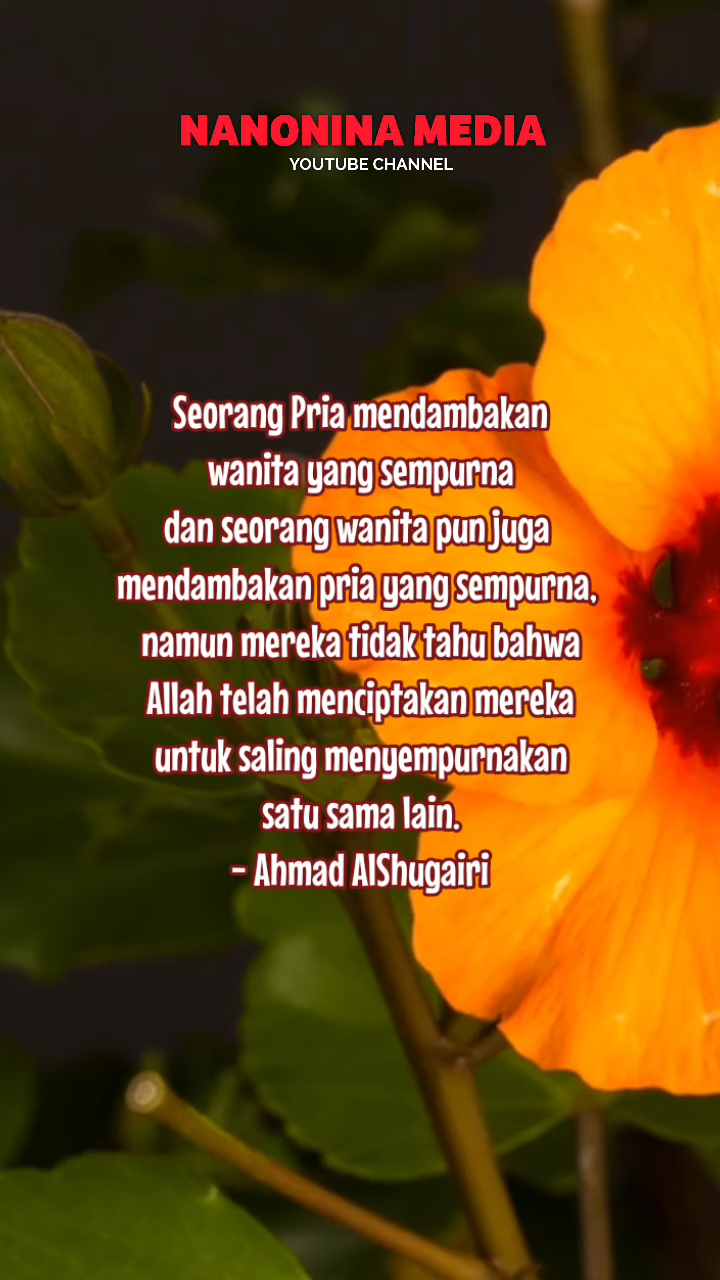 NANONINA MEDIA
YOUTUBE CHANNEL
Seorang Pria mendambakan
wanita yang sempurna
dan seorang wanita pun juga
mendambakan pria yang sempurna,
namun mereka tidak tahu bahwa
Allah telah menciptakan mereka
untuk saling menyempurnakan
satu sama lain.
- Ahmad AlShugairi